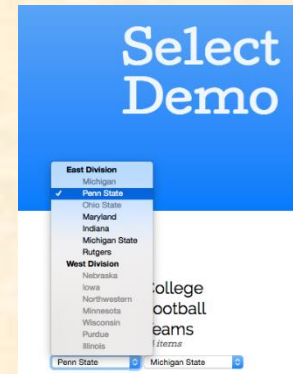 Select
Demo
East Division
Michigan
✓ Penn State
Ohio State
Maryland
Indiana
Michigan State
Rutgers
West Division
Nebraska
Iowa
Northwestern
Minnesota
Wisconsin
Purdue
Illinois
ollege
ootball
eams
items
Penn State
Michigan State